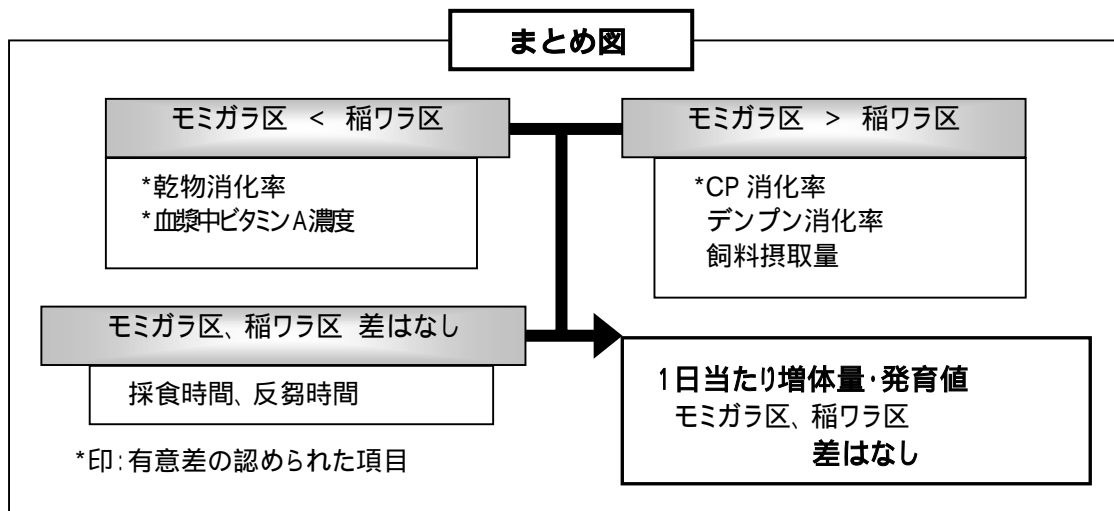 まとめ図
モミガラ区 < 稲ワラ区
*乾物消化率
*血漿中ビタミンA濃度
モミガラ区 > 稲ワラ区
*CP 消化率
デンプン消化率
飼料摂取量
モミガラ区、稲ワラ区 差はなし
採食時間、反芻時間
*印:有意差の認められた項目
1日当たり増体量・発育値
モミガラ区、稲ワラ区
差はなし